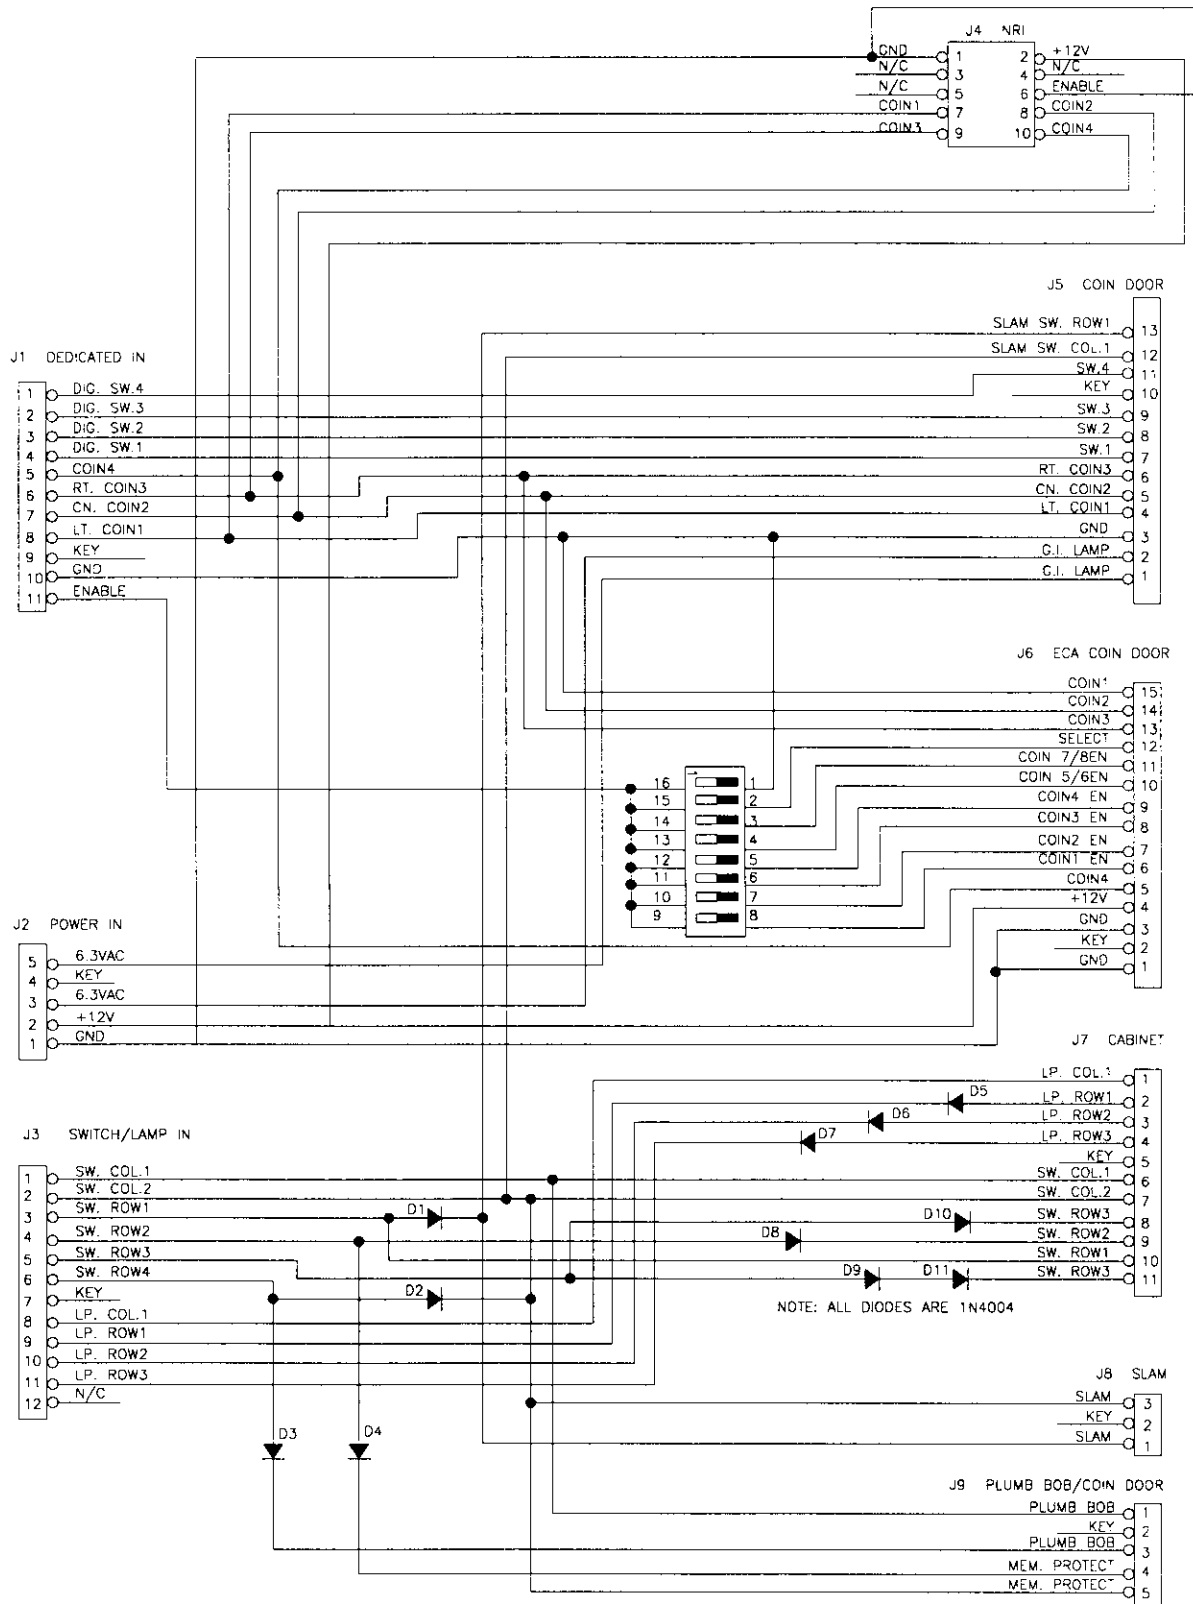 J4 NRI
GND 1 2 +12V
N/C 3 4 N/C
N/C 5 6 ENABLE
COIN1 7 8 COIN2
COIN3 9 10 COIN4
J5 COIN DOOR
SLAM SW. ROW1 13
SLAM SW. COL.1 12
SW.4 11
KEY 10
SW.3 9
SW.2 8
SW.1 7
RT. COIN3 6
CN. COIN2 5
LT. COIN1 4
GND 3
G.I. LAMP 2
G.I. LAMP 1
J1 DEDICATED IN
1 DIG. SW.4
2 DIG. SW.3
3 DIG. SW.2
4 DIG. SW.1
5 COIN4
6 RT. COIN3
7 CN. COIN2
8 LT. COIN1
9 KEY
10 GND
11 ENABLE
J6 ECA COIN DOOR
COIN1 15
COIN2 14
COIN3 13
SELECT 12
COIN 7/8EN 11
COIN 5/6EN 10
COIN4 EN 9
COIN3 EN 8
COIN2 EN 7
COIN1 EN 6
COIN4 5
+12V 4
GND 3
KEY 2
GND 1
16 1
15 2
14 3
13 4
12 5
11 6
10 7
9 8
J2 POWER IN
5 6.3VAC
4 KEY
3 6.3VAC
2 +12V
1 GND
J7 CABINET
LP. COL.1 1
D5 LP. ROW1 2
D6 LP. ROW2 3
D7 LP. ROW3 4
KEY 5
SW. COL.1 6
SW. COL.2 7
D10 SW. ROW3 8
D8 SW. ROW2 9
SW. ROW1 10
D9 D11 SW. ROW3 11
NOTE: ALL DIODES ARE 1N4004
J3 SWITCH/LAMP IN
1 SW. COL.1
2 SW. COL.2
3 SW. ROW1 D1
4 SW. ROW2
5 SW. ROW3
6 SW. ROW4
7 KEY D2
8 LP. COL.1
9 LP. ROW1
10 LP. ROW2
11 LP. ROW3
12 N/C
D3 D4
J8 SLAM
SLAM 3
KEY 2
SLAM 1
J9 PLUMB BOB/COIN DOOR
PLUMB BOB 1
KEY 2
PLUMB BOB 3
MEM. PROTECT 4
MEM. PROTECT 5